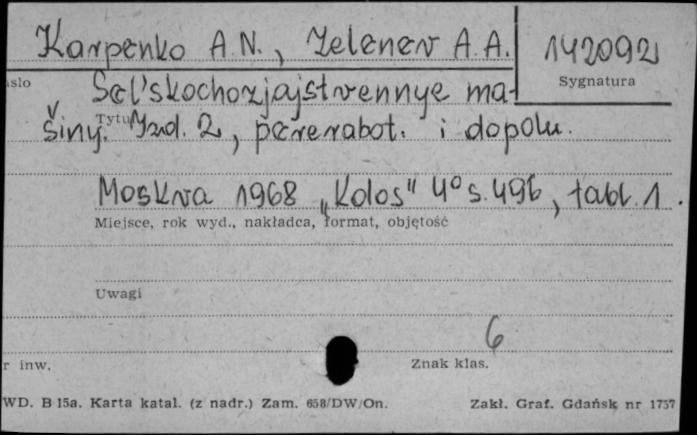 Karpenko A.N., Zelenev A.A.
142092
Sygnatura
asło
Sel'skochozjajstvennye ma-
Tytuł
šiny. Izd. 2, pererabot. i dopoln.
Moskva 1968 „Kolos" 4° s. 496, tabl. 1.
Miejsce, rok wyd., nakładca, format, objętość
Uwagi
6
r inw.
Znak klas.
WD. B 15a. Karta katal. (z nadr.) Zam. 658/DW/On.
Zakł. Graf. Gdańsk nr 1757